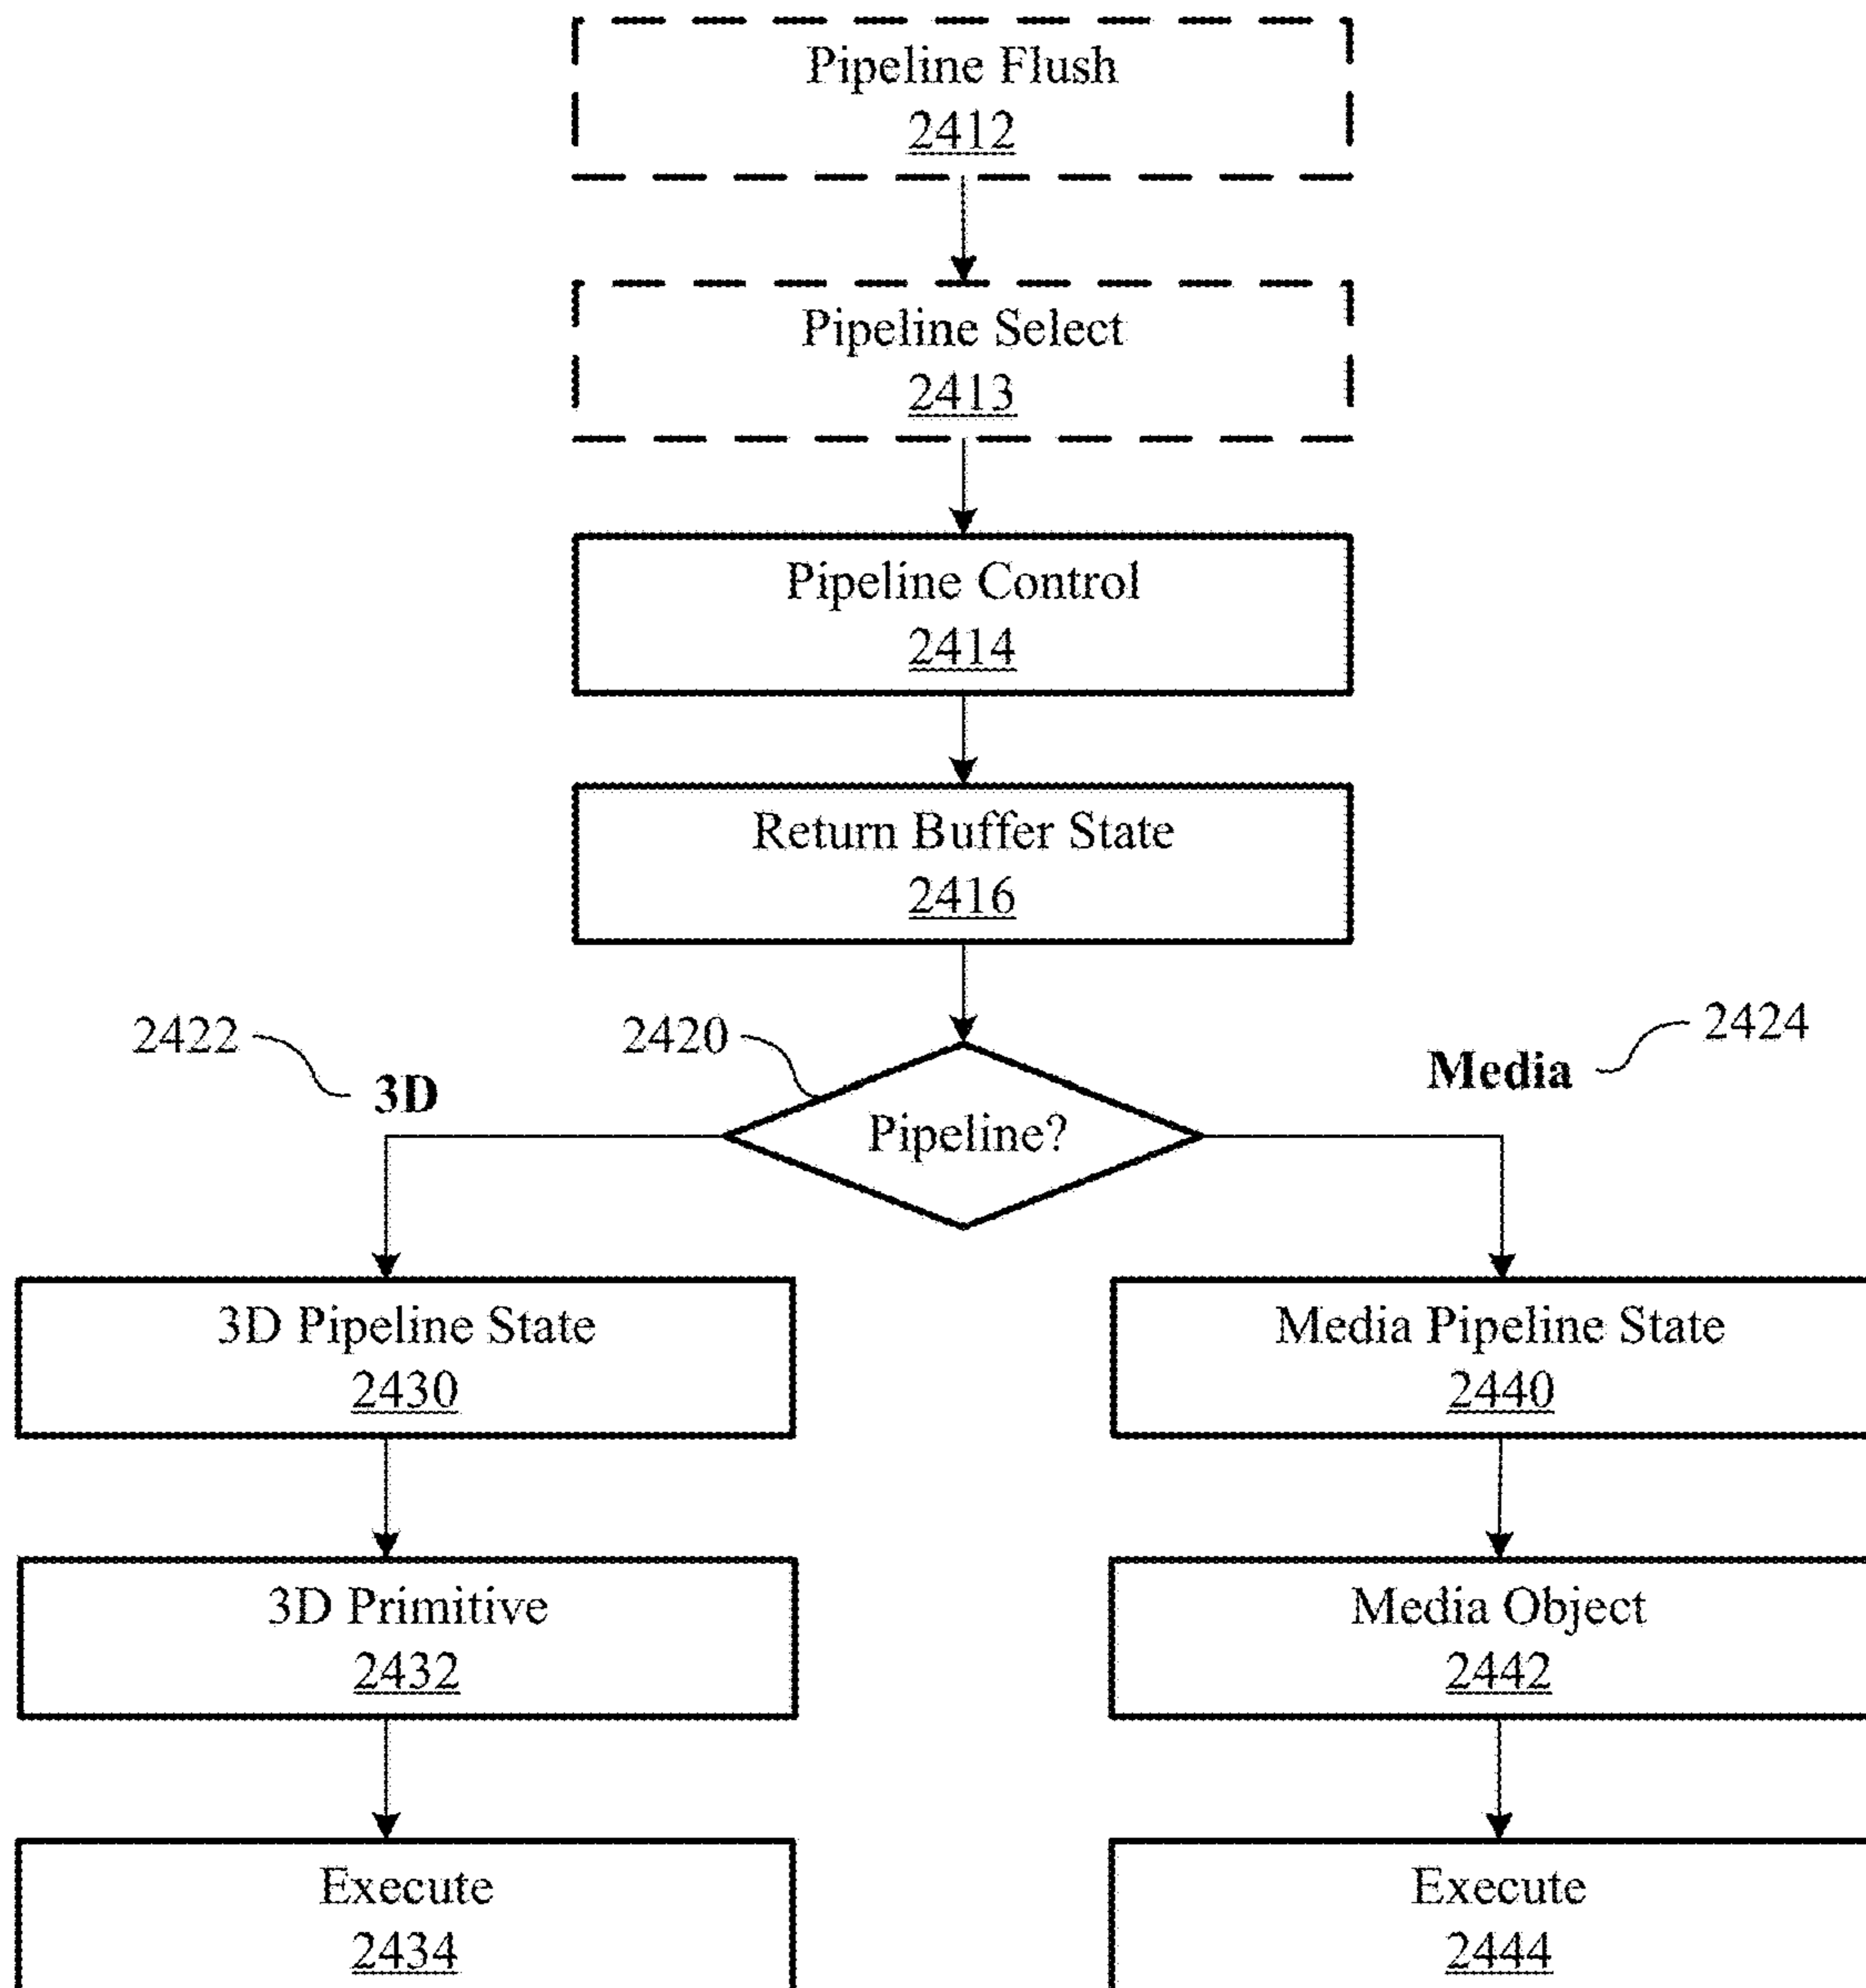 Pipeline Flush
2412
Pipeline Select
2413
Pipeline Control
2414
Return Buffer State
2416
2422
3D
2420
Pipeline?
Media
2424
3D Pipeline State
2430
Media Pipeline State
2440
3D Primitive
2432
Media Object
2442
Execute
2434
Execute
2444